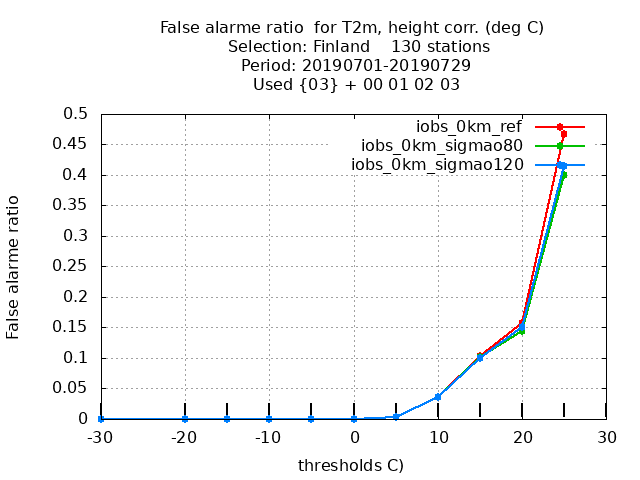 False alarme ratio  for T2m, height corr. (deg C)
Selection: Finland    130 stations
Period: 20190701-20190729
Used {03} + 00 01 02 03
0.5
0.45
0.4
0.35
0.3
0.25
0.2
0.15
0.1
0.05
0
False alarme ratio
iobs_0km_ref
iobs_0km_sigmao80
iobs_0km_sigmao120
-30 -20 -10 0 10 20 30
thresholds C)